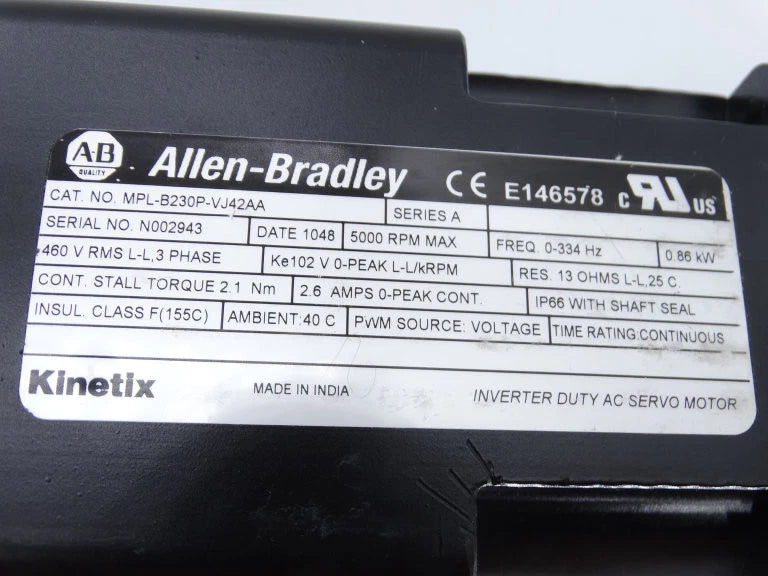 A-B QUALITY Allen-Bradley CE E146578 c RU US
CAT. NO. MPL-B230P-VJ42AA SERIES A
SERIAL NO. N002943 DATE 1048 5000 RPM MAX FREQ. 0-334 Hz 0.86 kW
460 V RMS L-L,3 PHASE Ke102 V 0-PEAK L-L/kRPM RES. 13 OHMS L-L,25 C.
CONT. STALL TORQUE 2.1 Nm 2.6 AMPS 0-PEAK CONT. IP66 WITH SHAFT SEAL
INSUL. CLASS F(155C) AMBIENT:40 C PWM SOURCE: VOLTAGE TIME RATING:CONTINUOUS
Kinetix MADE IN INDIA INVERTER DUTY AC SERVO MOTOR